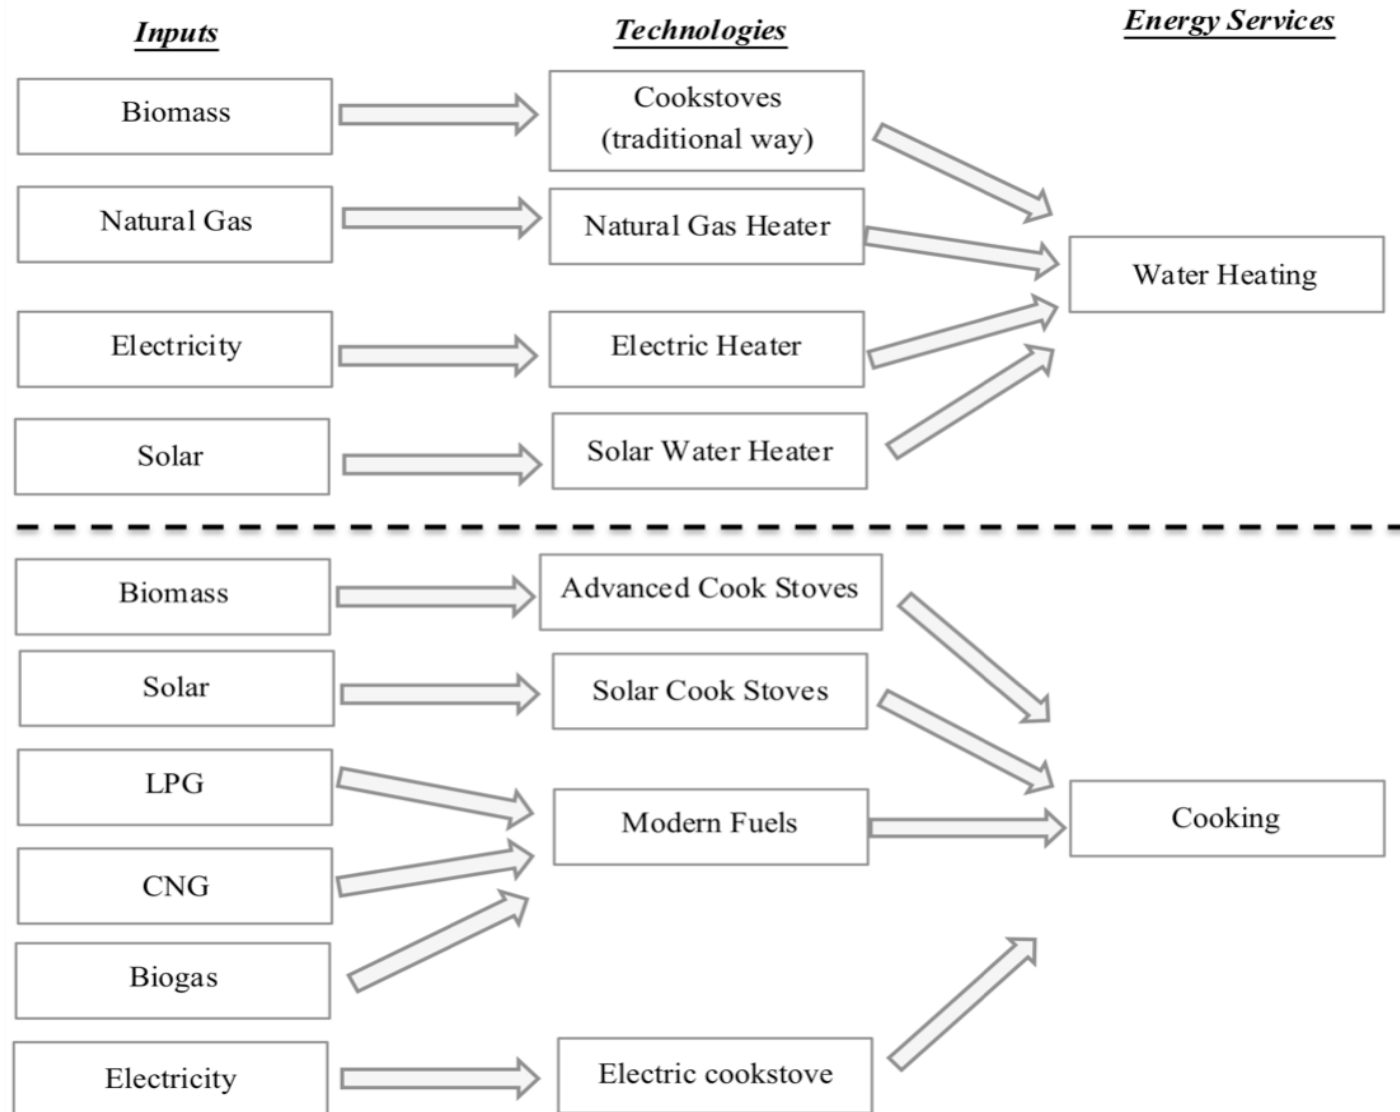 Inputs
Technologies
Energy Services
Biomass
Cookstoves
(traditional way)
Natural Gas
Natural Gas Heater
Water Heating
Electricity
Electric Heater
Solar
Solar Water Heater
Biomass
Advanced Cook Stoves
Solar
Solar Cook Stoves
LPG
Modern Fuels
Cooking
CNG
Biogas
Electricity
Electric cookstove